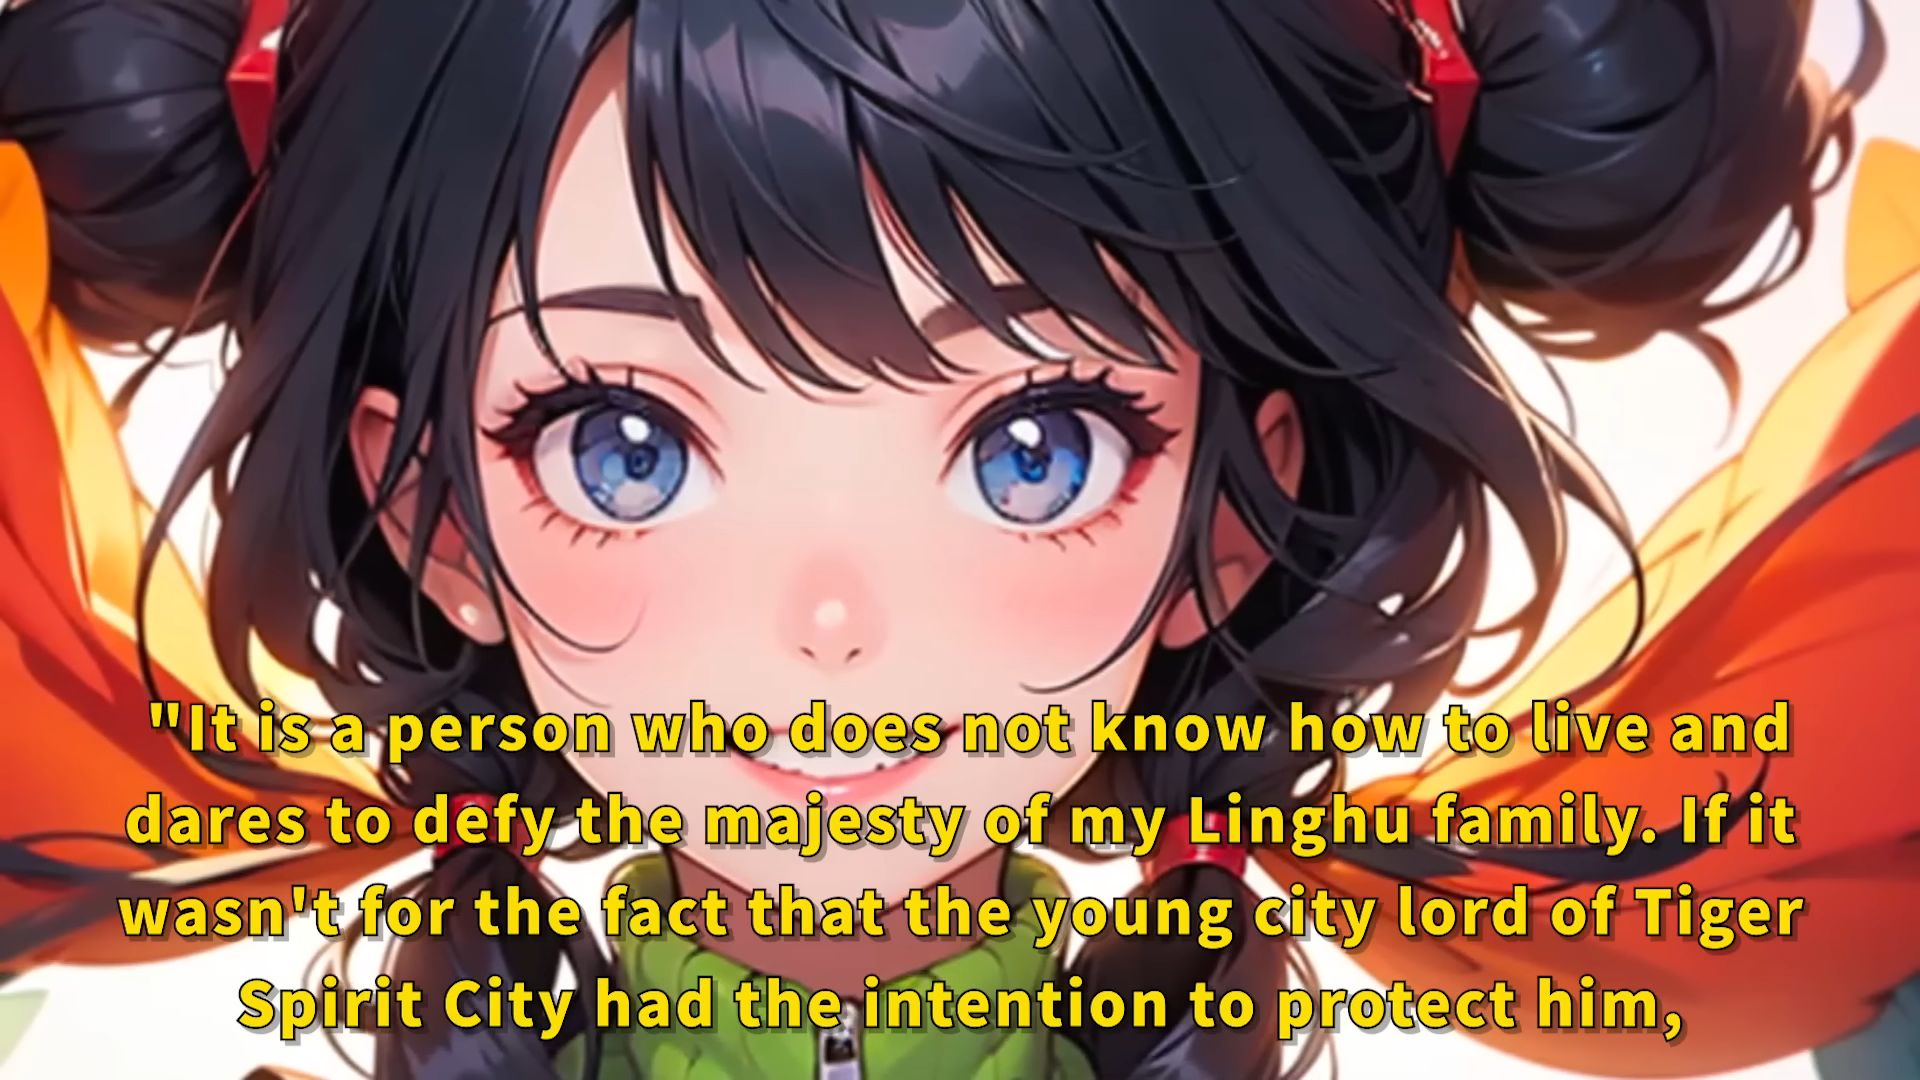 "It is a person who does not know how to live and
dares to defy the majesty of my Linghu family. If it
wasn't for the fact that the young city lord of Tiger
Spirit City had the intention to protect him,